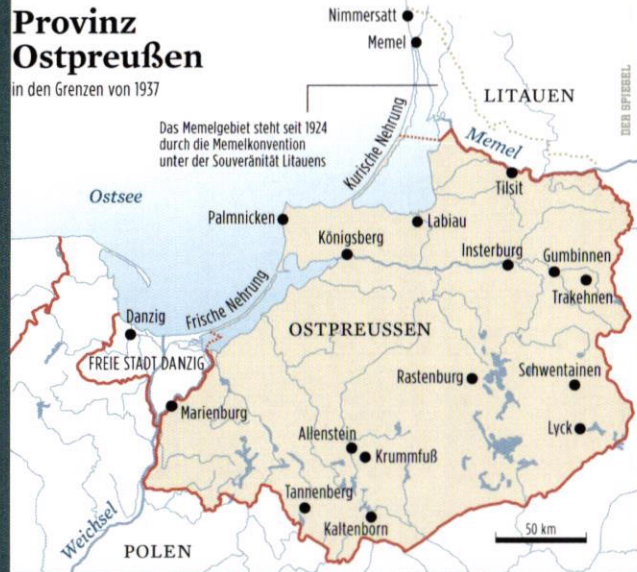 Provinz
Ostpreußen
in den Grenzen von 1937
Nimmersatt
Memel
LITAUEN
DER SPIEGEL
Das Memelgebiet steht seit 1924
durch die Memelkonvention
unter der Souveränität Litauens
Kurische Nehrung
Memel
Ostsee
Tilsit
Palmnicken
Labiau
Königsberg
Insterburg
Gumbinnen
Trakehnen
Frische Nehrung
Danzig
OSTPREUSSEN
FREIE STADT DANZIG
Rastenburg
Schwentainen
Marienburg
Lyck
Allenstein
Krummfuß
Tannenberg
Kaltenborn
Weichsel
50 km
POLEN